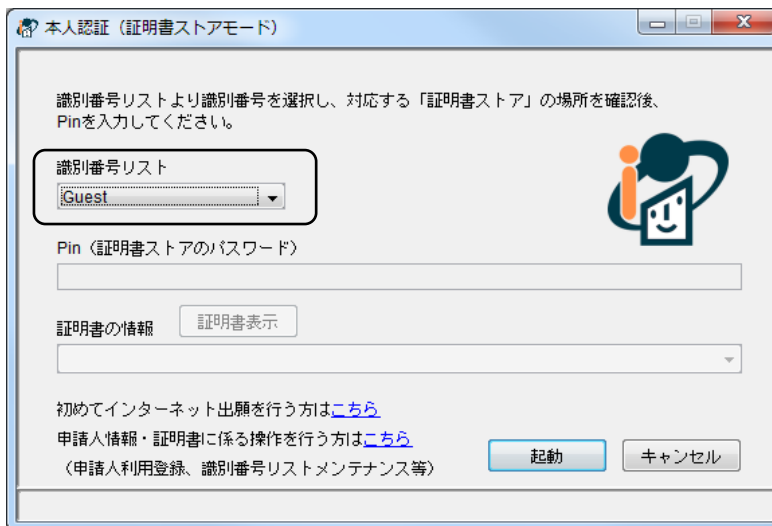 本人認証（証明書ストアモード）
識別番号リストより識別番号を選択し、対応する「証明書ストア」の場所を確認後、
Pinを入力してください。
識別番号リスト
Guest
Pin（証明書ストアのパスワード）
証明書の情報 証明書表示
初めてインターネット出願を行う方はこちら
申請人情報・証明書に係る操作を行う方はこちら
（申請人利用登録、識別番号リストメンテナンス等）
起動 キャンセル